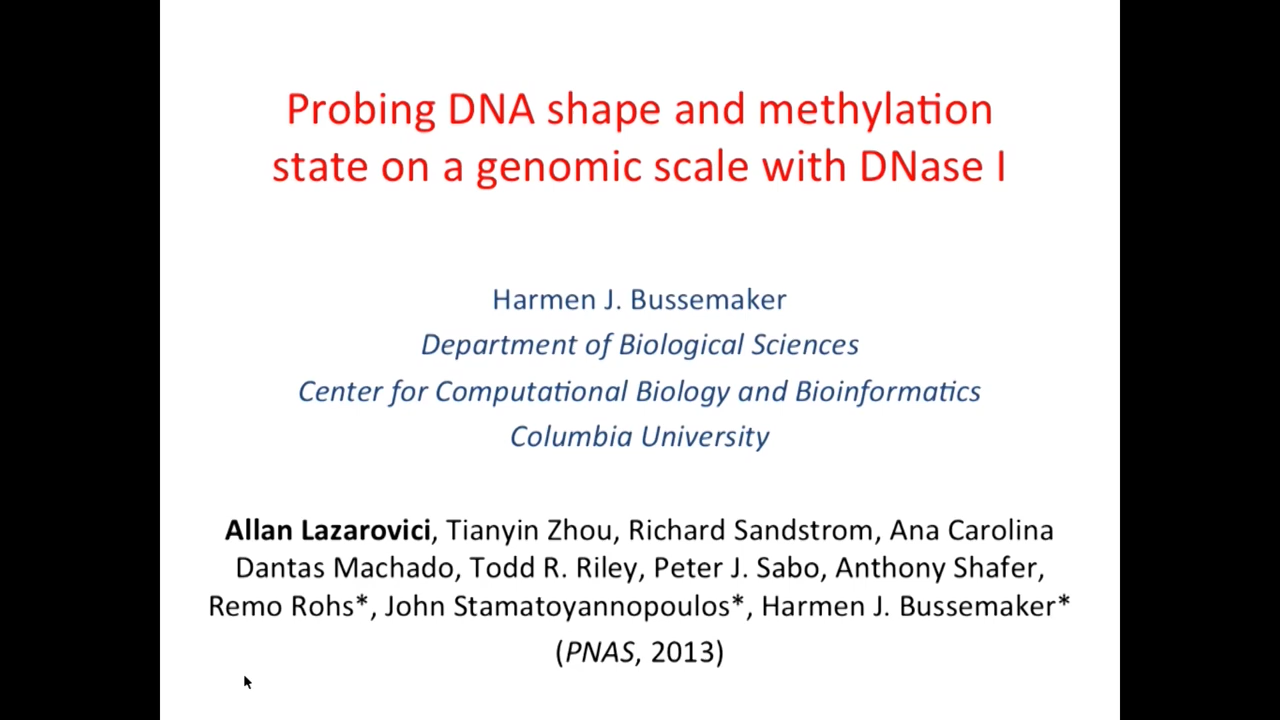 Probing DNA shape and methylation
state on a genomic scale with DNase I
Harmen J. Bussemaker
Department of Biological Sciences
Center for Computational Biology and Bioinformatics
Columbia University
Allan Lazarovici, Tianyin Zhou, Richard Sandstrom, Ana Carolina
Dantas Machado, Todd R. Riley, Peter J. Sabo, Anthony Shafer,
Remo Rohs*, John Stamatoyannopoulos*, Harmen J. Bussemaker*
(PNAS, 2013)